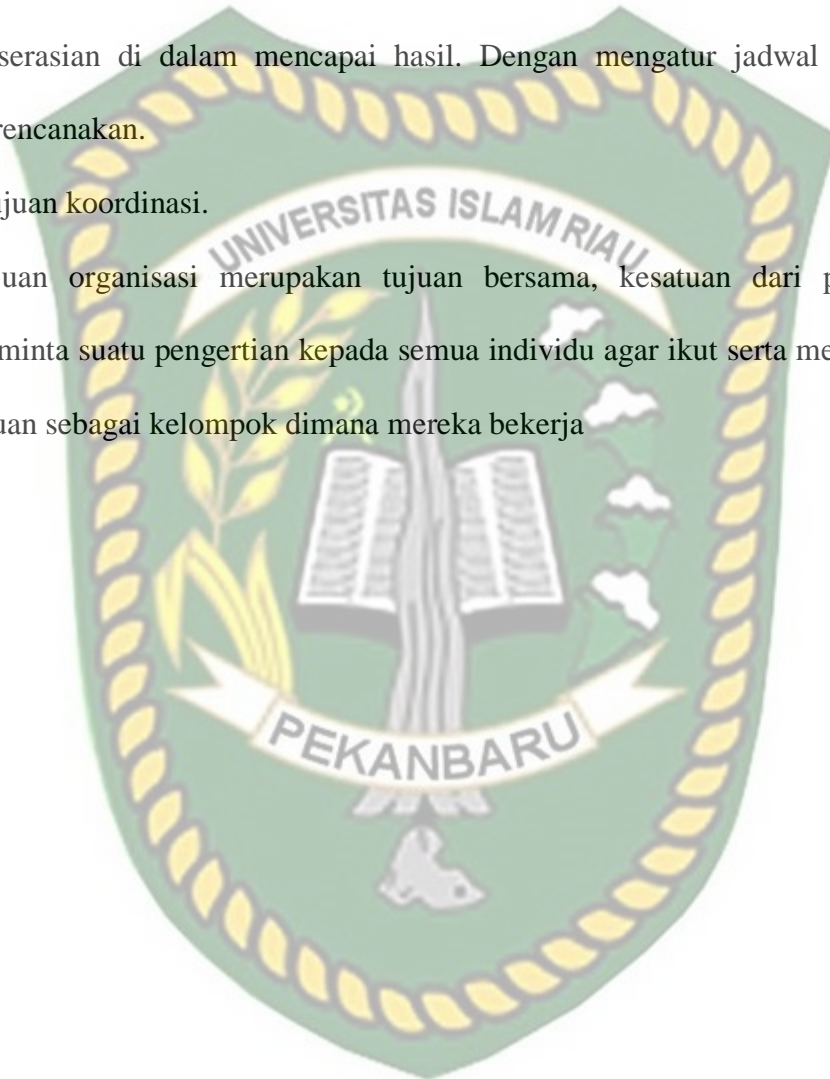 serasian di dalam mencapai hasil. Dengan mengatur jadwal
rencanakan.
juan koordinasi.
uan organisasi merupakan tujuan bersama, kesatuan dari p
minta suatu pengertian kepada semua individu agar ikut serta me
uan sebagai kelompok dimana mereka bekerja
UNIVERSITAS ISLAM RIAU
PEKANBARU